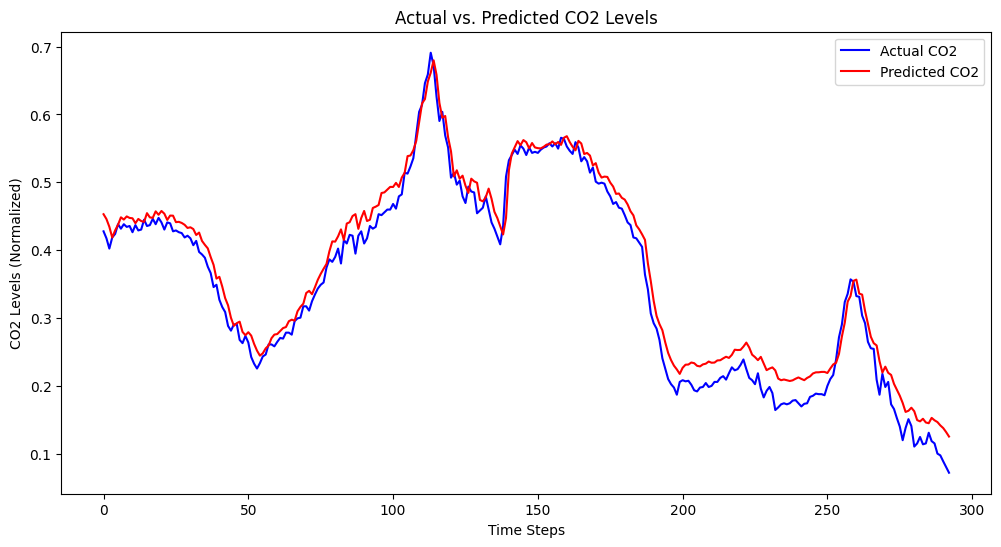 Actual vs. Predicted CO2 Levels
Actual CO2
Predicted CO2
CO2 Levels (Normalized)
0.7
0.6
0.5
0.4
0.3
0.2
0.1
0 50 100 150 200 250 300
Time Steps